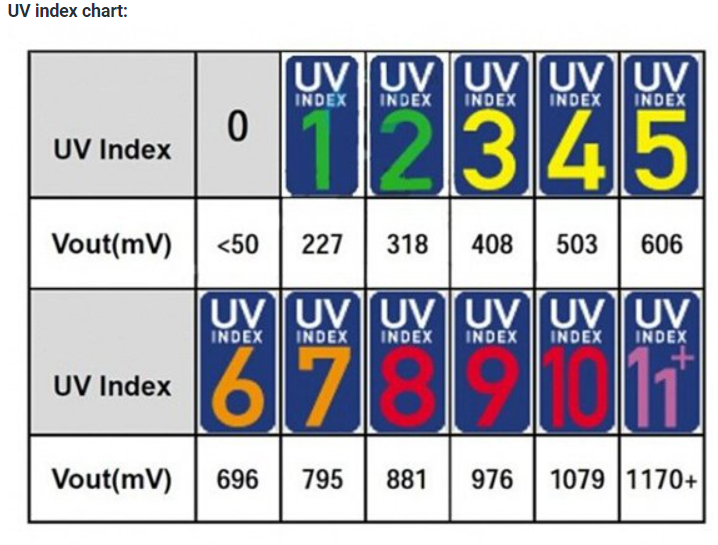 UV index chart:
UV Index 0 UV INDEX 1 UV INDEX 2 UV INDEX 3 UV INDEX 4 UV INDEX 5
Vout(mV) <50 227 318 408 503 606
UV Index UV INDEX 6 UV INDEX 7 UV INDEX 8 UV INDEX 9 UV INDEX 10 UV INDEX 11+
Vout(mV) 696 795 881 976 1079 1170+